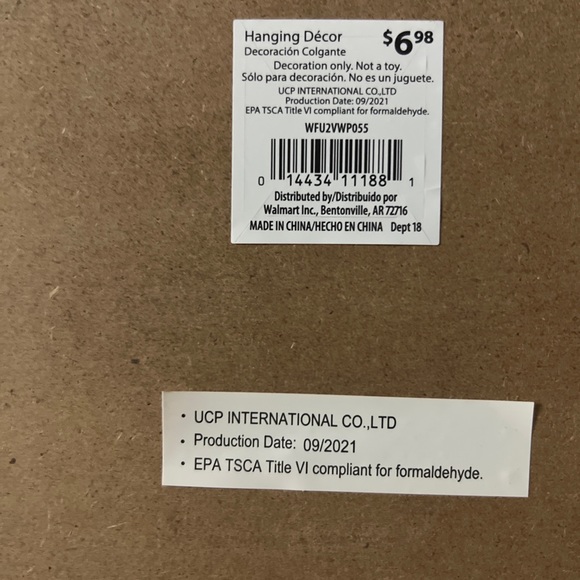 Hanging Décor $6 98
Decoración Colgante
Decoration only. Not a toy.
Sólo para decoración. No es un juguete.
UCP INTERNATIONAL CO.,LTD
Production Date: 09/2021
EPA TSCA Title VI compliant for formaldehyde.
WFU2VWP055
0 14434 11188 1
Distributed by/Distribuido por
Walmart Inc., Bentonville, AR 72716
MADE IN CHINA/HECHO EN CHINA Dept 18
• UCP INTERNATIONAL CO.,LTD
• Production Date: 09/2021
• EPA TSCA Title VI compliant for formaldehyde.